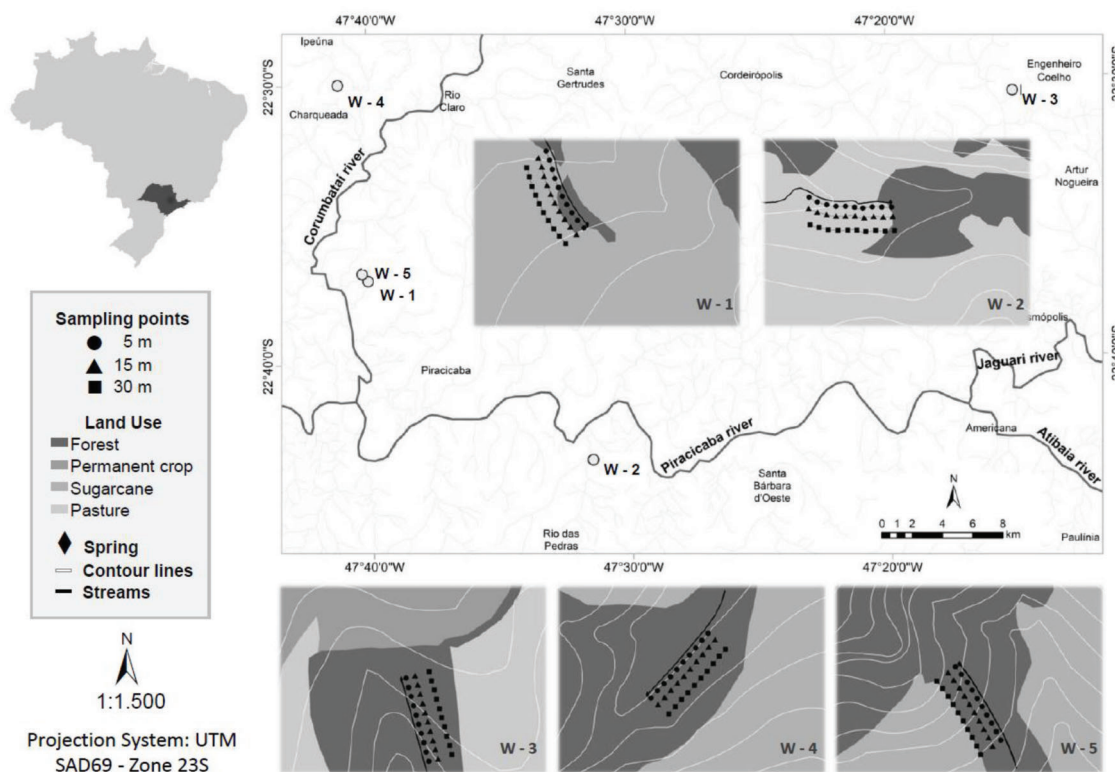 47°40'0"W 47°30'0"W 47°20'0"W
22°30'0"S
Ipeúna
W - 4
Charqueada
Rio
Claro
Santa
Gertrudes
Cordeirópolis
Engenheiro
Coelho
W - 3
Corumbataí river
Artur
Nogueira
W - 5
W - 1
W - 1
W - 2
22°40'0"S
Piracicaba
Jaguari river
Piracicaba river
Americana
Atibaia river
W - 2
Santa
Bárbara
d'Oeste
N
0 1 2 4 6 8
km
Rio das
Pedras
Paulínia
47°40'0"W 47°30'0"W 47°20'0"W
Sampling points
5 m
15 m
30 m
Land Use
Forest
Permanent crop
Sugarcane
Pasture
Spring
Contour lines
Streams
N
1:1.500
Projection System: UTM
SAD69 - Zone 23S
W - 3
W - 4
W - 5